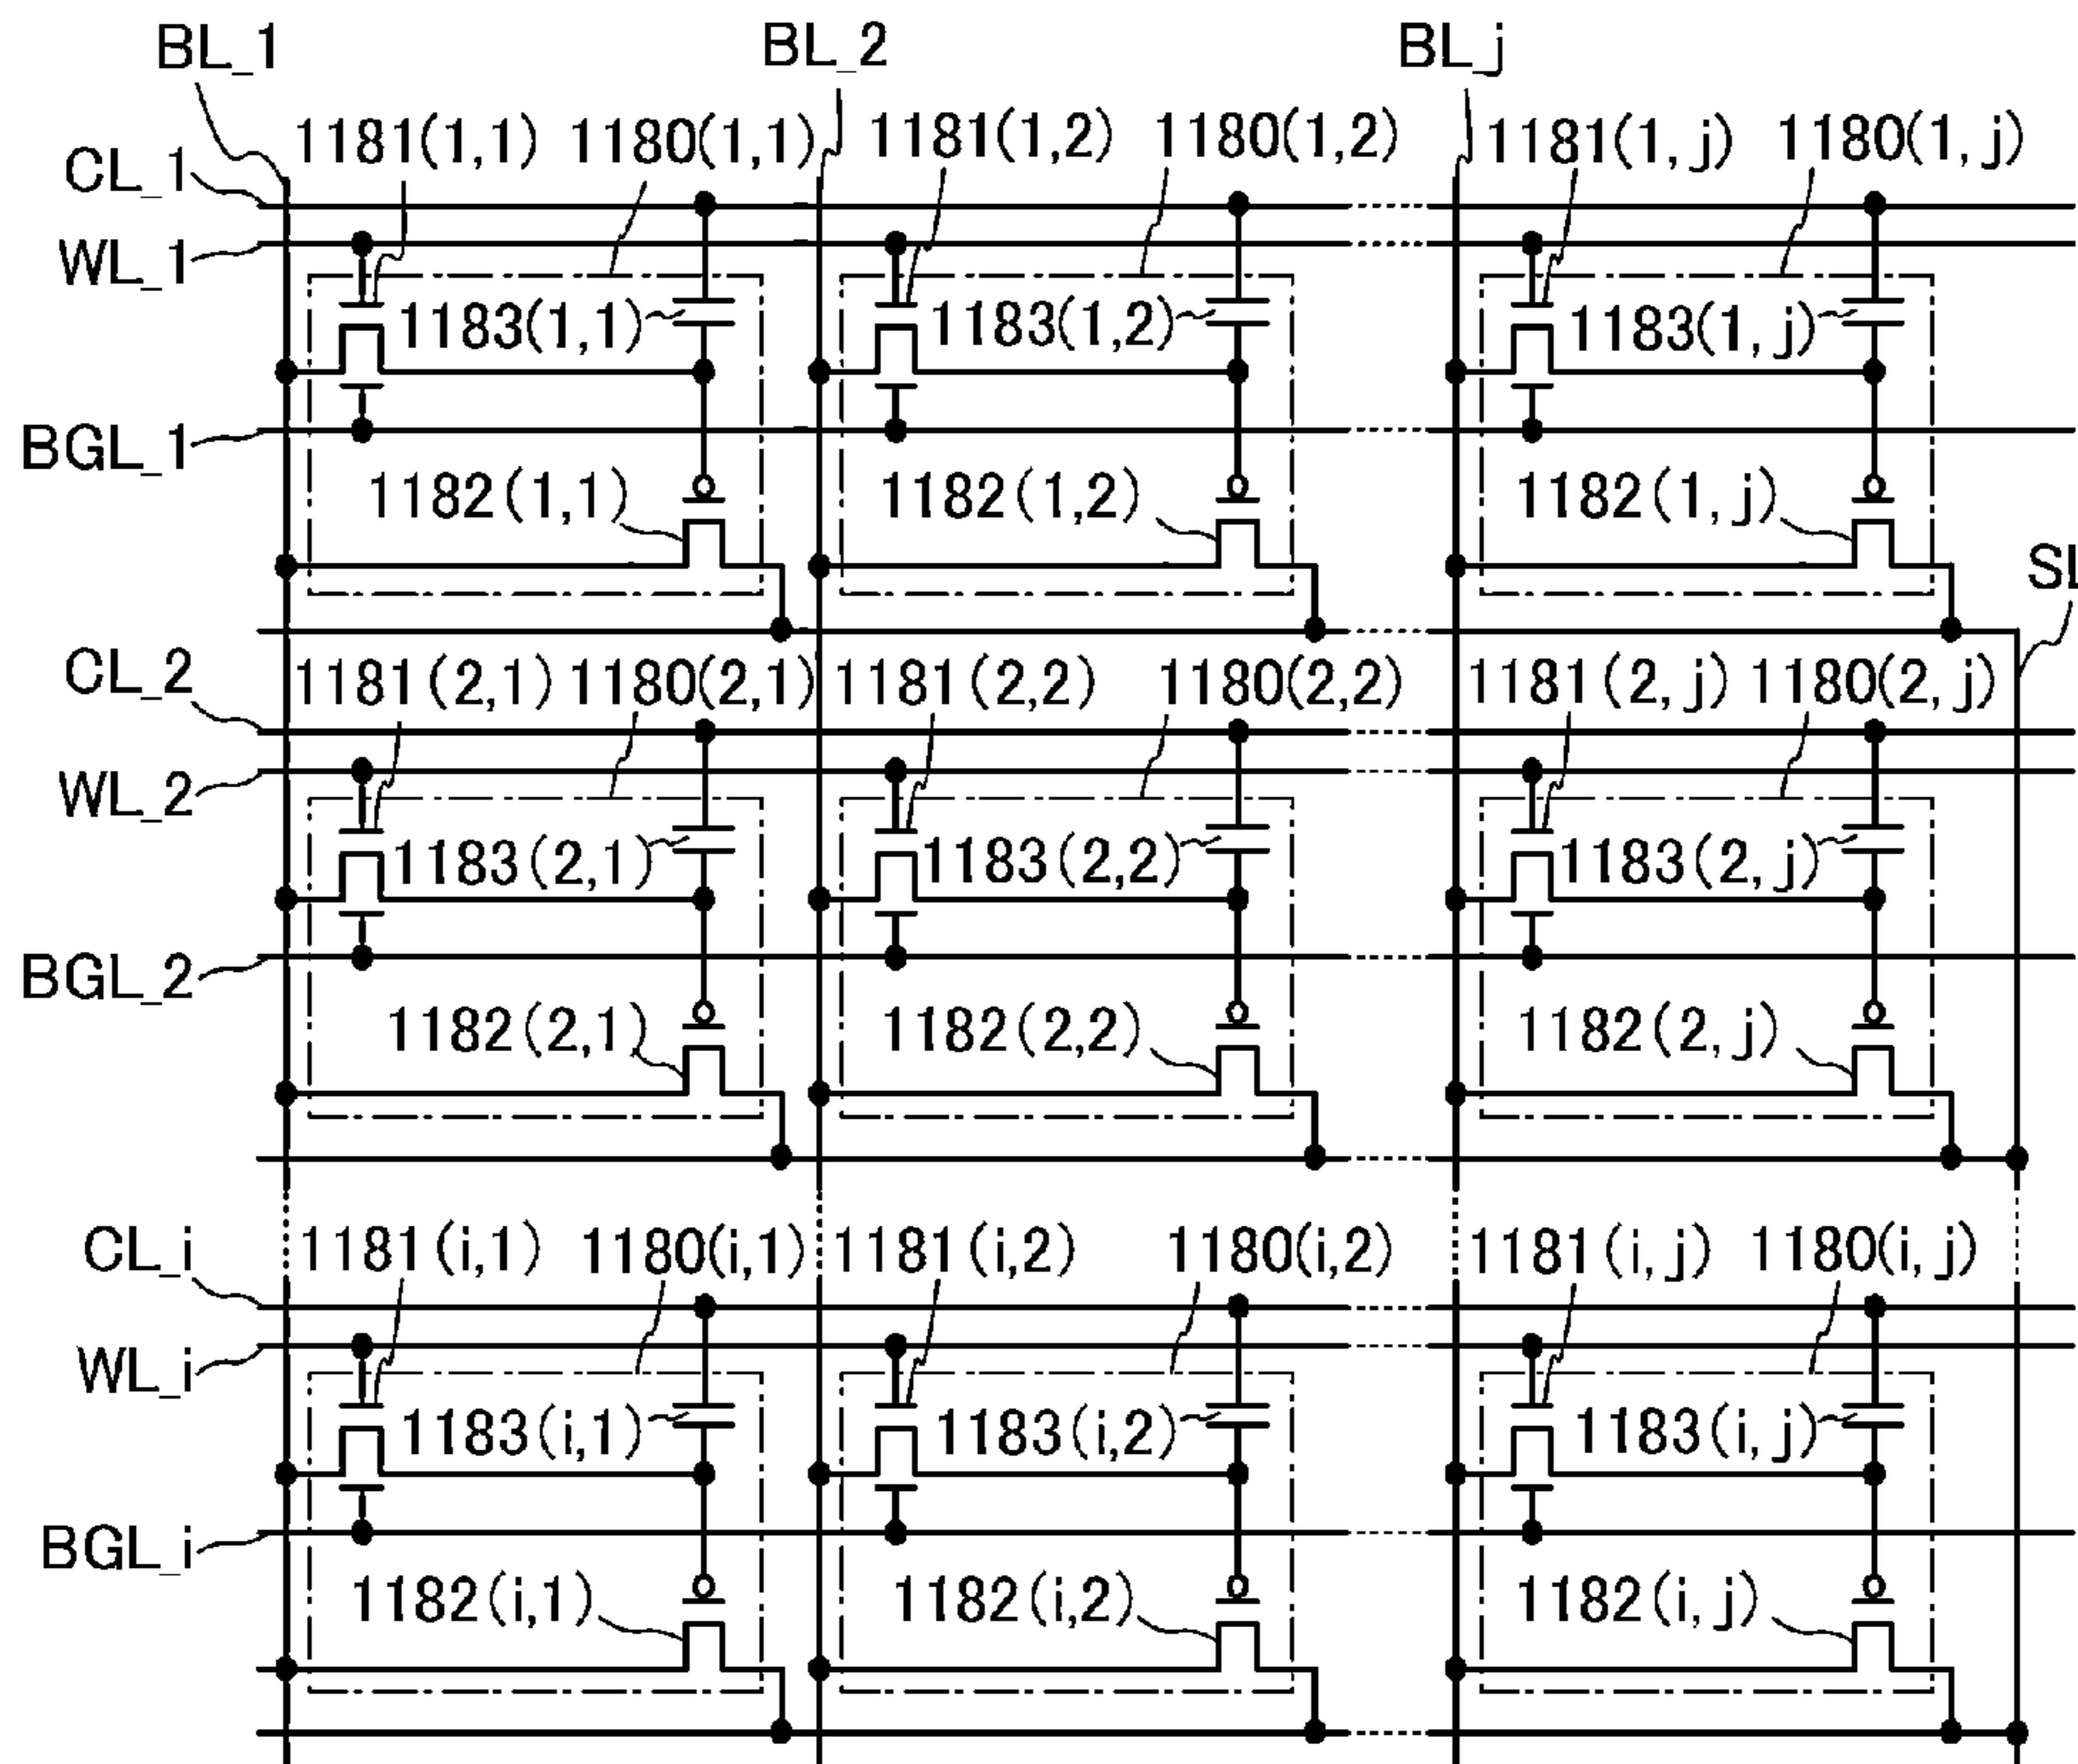 BL_1 BL_2 BL_j
1181(1,1) 1180(1,1) 1181(1,2) 1180(1,2) 1181(1,j) 1180(1,j)
CL_1
WL_1
1183(1,1) 1183(1,2) 1183(1,j)
BGL_1
1182(1,1) 1182(1,2) 1182(1,j)
SL
CL_2 1181(2,1) 1180(2,1) 1181(2,2) 1180(2,2) 1181(2,j) 1180(2,j)
WL_2
1183(2,1) 1183(2,2) 1183(2,j)
BGL_2
1182(2,1) 1182(2,2) 1182(2,j)
CL_i 1181(i,1) 1180(i,1) 1181(i,2) 1180(i,2) 1181(i,j) 1180(i,j)
WL_i
1183(i,1) 1183(i,2) 1183(i,j)
BGL_i
1182(i,1) 1182(i,2) 1182(i,j)